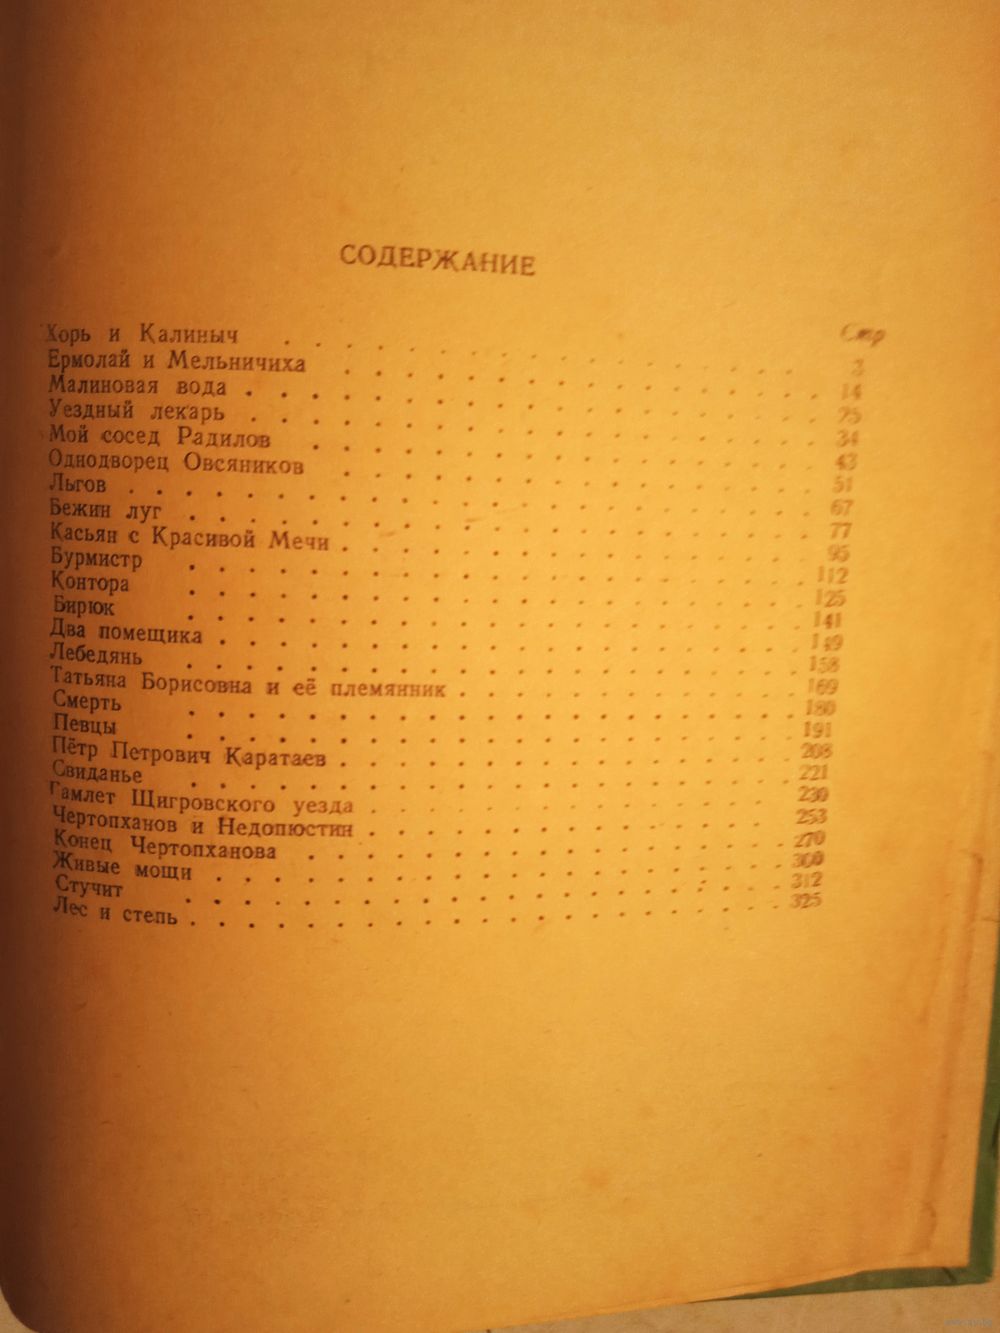 СОДЕРЖАНИЕ
Стр
Хорь и Калиныч . . . . . . . . . . . . . . . . . 3
Ермолай и Мельничиха . . . . . . . . . . . . . . . . 14
Малиновая вода . . . . . . . . . . . . . . . . . . 25
Уездный лекарь . . . . . . . . . . . . . . . . . . 34
Мой сосед Радилов . . . . . . . . . . . . . . . . 43
Однодворец Овсяников . . . . . . . . . . . . . . . 51
Льгов . . . . . . . . . . . . . . . . . . . . . . 67
Бежин луг . . . . . . . . . . . . . . . . . . . . 77
Касьян с Красивой Мечи . . . . . . . . . . . . . . . 95
Бурмистр . . . . . . . . . . . . . . . . . . . . 112
Контора . . . . . . . . . . . . . . . . . . . . 125
Бирюк . . . . . . . . . . . . . . . . . . . . 141
Два помещика . . . . . . . . . . . . . . . . . . . 149
Лебедянь . . . . . . . . . . . . . . . . . . . . 158
Татьяна Борисовна и её племянник . . . . . . . . . . . 169
Смерть . . . . . . . . . . . . . . . . . . . . 180
Певцы . . . . . . . . . . . . . . . . . . . . 191
Пётр Петрович Каратаев . . . . . . . . . . . . . . . 208
Свиданье . . . . . . . . . . . . . . . . . . . . 221
Гамлет Щигровского уезда . . . . . . . . . . . . . . 230
Чертопханов и Недопюстин . . . . . . . . . . . . . . 253
Конец Чертопханова . . . . . . . . . . . . . . . . 270
Живые мощи . . . . . . . . . . . . . . . . . . . 300
Стучит . . . . . . . . . . . . . . . . . . . . 312
Лес и степь . . . . . . . . . . . . . . . . . . . . 325